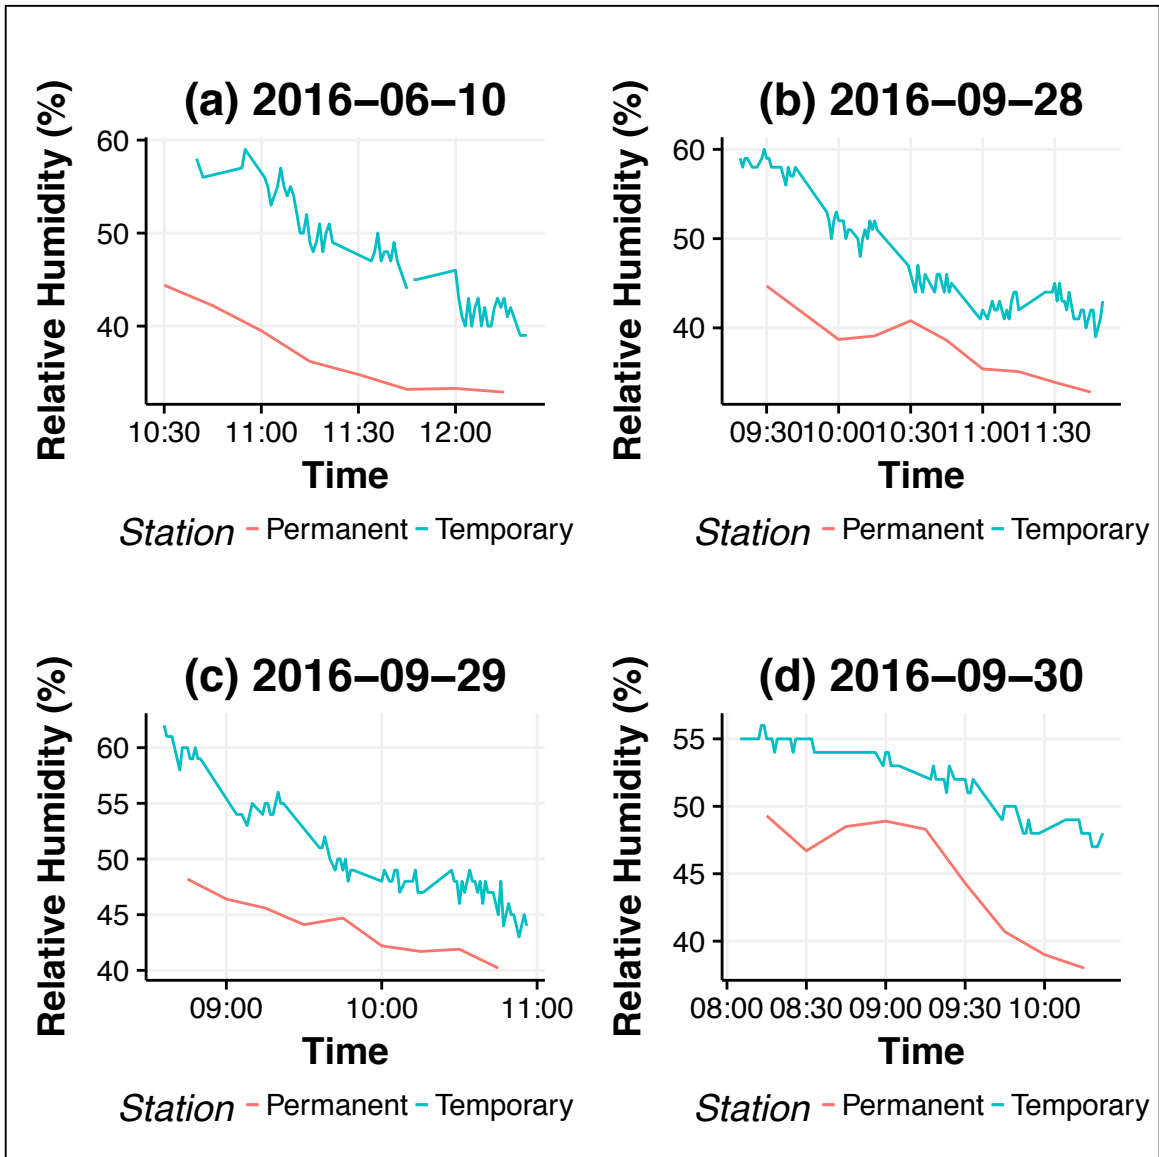 (a) 2016–06–10
Relative Humidity (%)
60
50
40
10:30 11:00 11:30 12:00
Time
Station Permanent Temporary
(b) 2016–09–28
Relative Humidity (%)
60
50
40
09:30 10:00 10:30 11:00 11:30
Time
Station Permanent Temporary
(c) 2016–09–29
Relative Humidity (%)
60
55
50
45
40
09:00 10:00 11:00
Time
Station Permanent Temporary
(d) 2016–09–30
Relative Humidity (%)
55
50
45
40
08:00 08:30 09:00 09:30 10:00
Time
Station Permanent Temporary